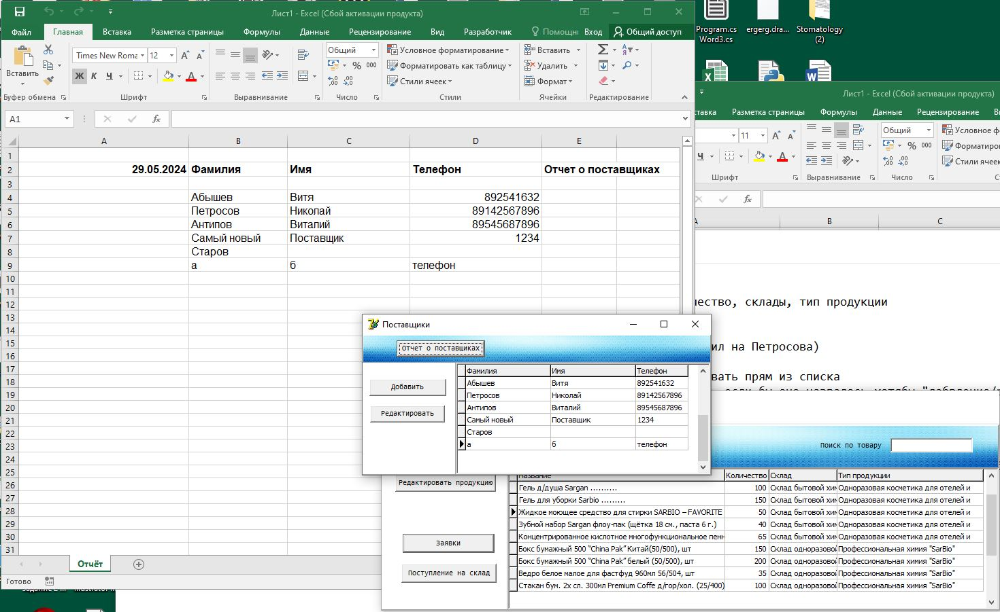 Лист1 - Excel (Сбой активации продукта)
Файл Главная Вставка Разметка страницы Формулы Данные Рецензирование Вид Разработчик Помощн Вход Общий доступ
Вставить
Буфер обмена
Times New Roma 12
Ж К Ч
Шрифт
Выравнивание
Общий
% 000
Число
Условное форматирование
Форматировать как таблицу
Стили ячеек
Стили
Вставить
Удалить
Формат
Ячейки
Редактирование
A1
fx
A B C D E
1
2 29.05.2024 Фамилия Имя Телефон Отчет о поставщиках
3
4 Абышев Витя 892541632
5 Петросов Николай 89142567896
6 Антипов Виталий 89545687896
7 Самый новый Поставщик 1234
8 Старов
9 а б телефон
10
11
12
13
14
15
16
17
18
19
20
21
22
23
24
25
26
27
28
29
30
31
Отчёт
Готово
Program.cs
Word3.cs
ergerg.dra...
Stomatology
(2)
Лист1 - Excel (Сбой активации продукта)
тавка Разметка страницы Формулы Данные Рецензирование В
11
Ч
Шрифт
Выравнивание
Общий
% 000
Число
Условное ф
Форматиро
Стили ячеек
fx
A B C
ество, склады, тип продукции
ил на Петросова)
вать прям из списка
Поставщики
Отчет о поставщиках
Добавить
Редактировать
Фамилия Имя Телефон
Абышев Витя 892541632
Петросов Николай 89142567896
Антипов Виталий 89545687896
Самый новый Поставщик 1234
Старов
а б телефон
Редактировать продукцию
Заявки
Поступление на склад
Поиск по товару
Название Количество Склад Тип продукции
Гель д/душа Sargan .......... 100 Склад бытовой хим Одноразовая косметика для отелей и
Гель для уборки Sarbio ......... 150 Склад бытовой хим Одноразовая косметика для отелей и
Жидкое моющее средство для стирки SARBIO – FAVORITE 50 Склад бытовой хим Одноразовая косметика для отелей и
Зубной набор Sargan флоу-пак (щётка 18 см., паста 6 г.) 40 Склад бытовой хим Одноразовая косметика для отелей и
Концентрированное кислотное многофункциональное пенн 65 Склад бытовой хим Одноразовая косметика для отелей и
Бокс бумажный 500 "China Pak" Китай(50/500), шт 150 Склад одноразовой Профессиональная химия "SarBio"
Бокс бумажный 500 "China Pak" белый (50/500), шт 200 Склад одноразовой Профессиональная химия "SarBio"
Ведро белое малое для фастфуд 960мл 56/504, шт 35 Склад одноразовой Профессиональная химия "SarBio"
Стакан бум. 2х сл. 300мл Premium Coffe д/гор/хол. (25/400) 100 Склад одноразовой Профессиональная химия "SarBio"